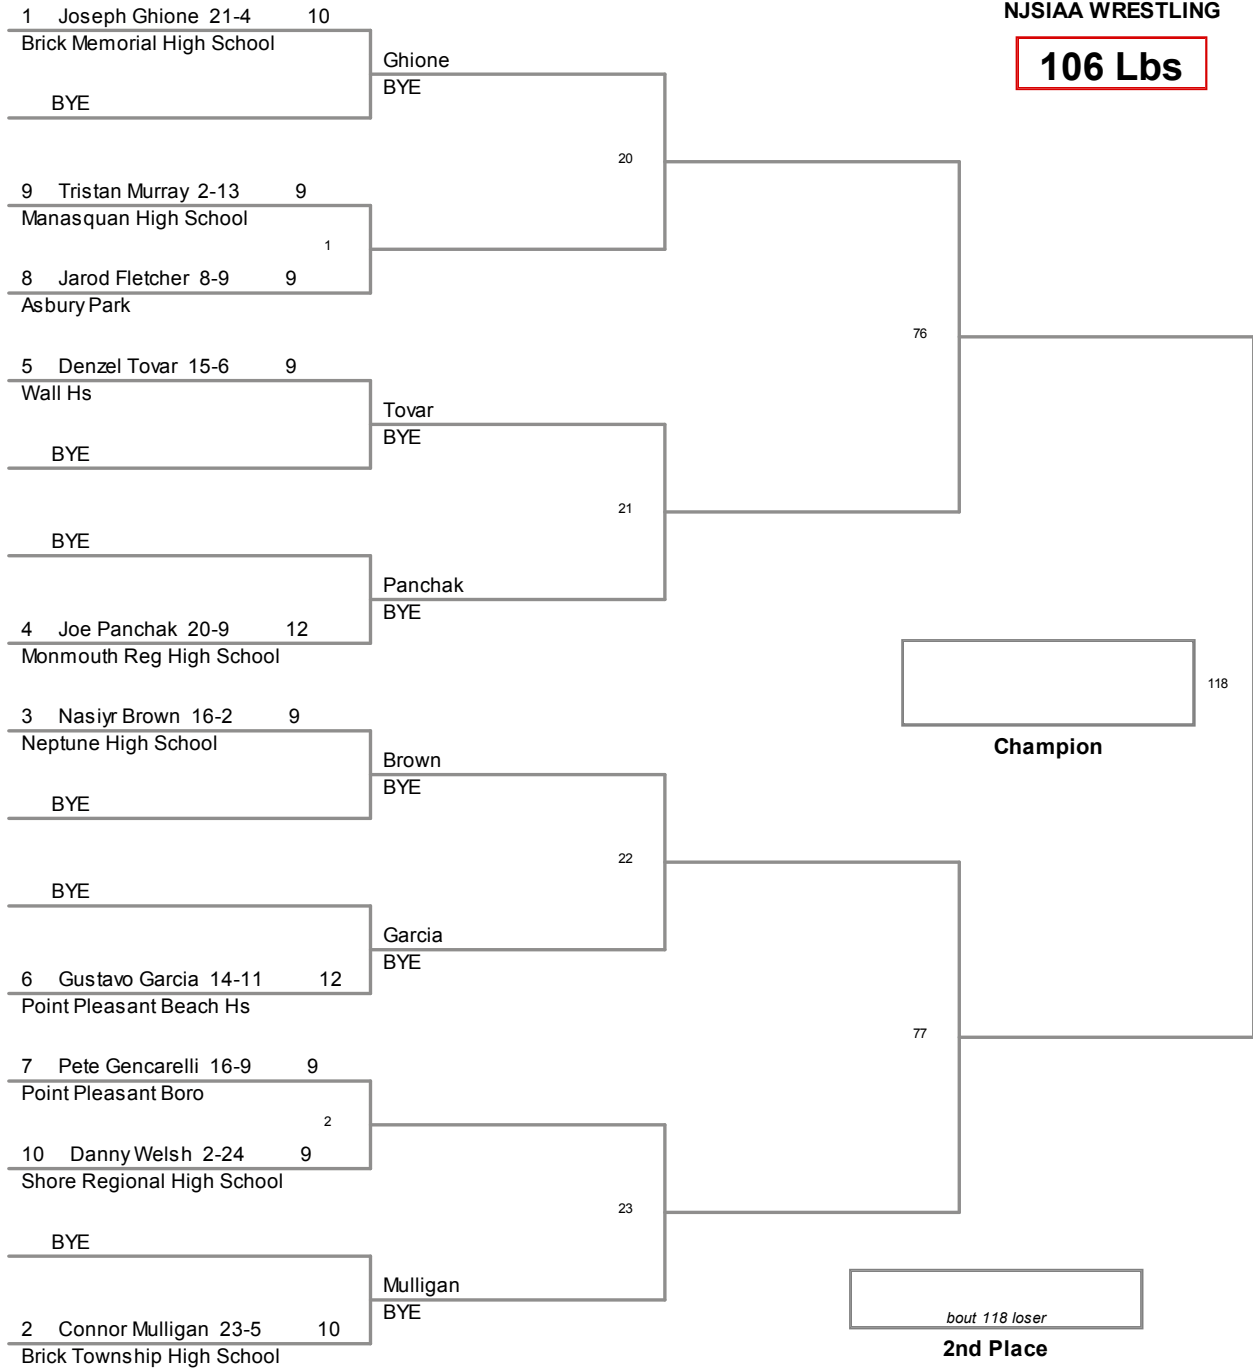 NJSIAA WRESTLING
106 Lbs
1 Joseph Ghione 21-4 10
Brick Memorial High School
Ghione
BYE
BYE
20
9 Tristan Murray 2-13 9
Manasquan High School
1
8 Jarod Fletcher 8-9 9
Asbury Park
76
5 Denzel Tovar 15-6 9
Wall Hs
Tovar
BYE
BYE
21
BYE
Panchak
BYE
4 Joe Panchak 20-9 12
Monmouth Reg High School
118
Champion
3 Nasiyr Brown 16-2 9
Neptune High School
Brown
BYE
BYE
22
BYE
Garcia
BYE
6 Gustavo Garcia 14-11 12
Point Pleasant Beach Hs
77
7 Pete Gencarelli 16-9 9
Point Pleasant Boro
2
10 Danny Welsh 2-24 9
Shore Regional High School
23
BYE
Mulligan
BYE
2 Connor Mulligan 23-5 10
Brick Township High School
bout 118 loser
2nd Place